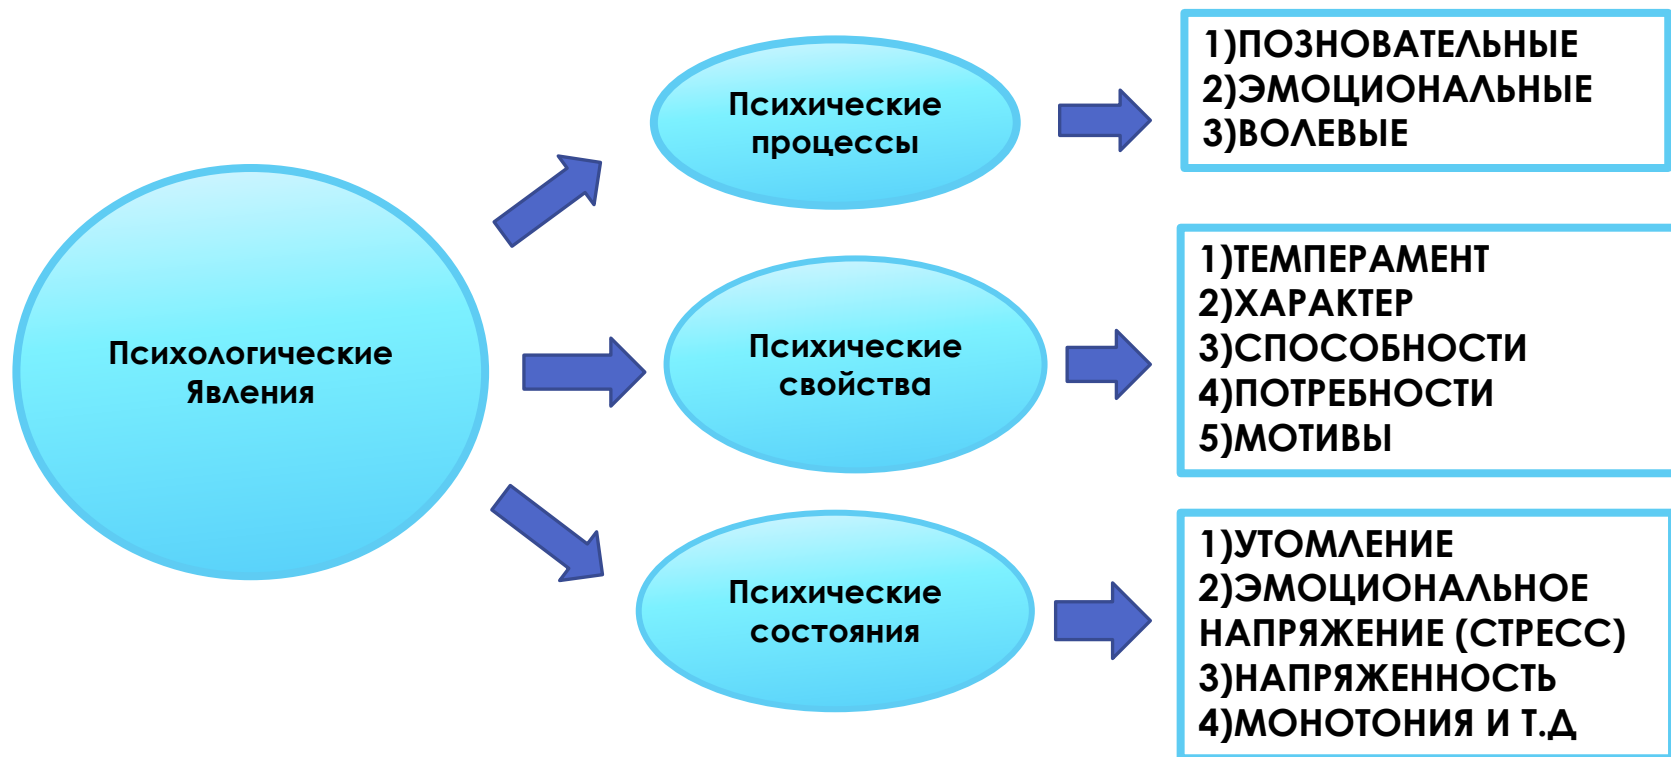 Психологические
Явления
Психические
процессы
1)ПОЗНОВАТЕЛЬНЫЕ
2)ЭМОЦИОНАЛЬНЫЕ
3)ВОЛЕВЫЕ
Психические
свойства
1)ТЕМПЕРАМЕНТ
2)ХАРАКТЕР
3)СПОСОБНОСТИ
4)ПОТРЕБНОСТИ
5)МОТИВЫ
Психические
состояния
1)УТОМЛЕНИЕ
2)ЭМОЦИОНАЛЬНОЕ
НАПРЯЖЕНИЕ (СТРЕСС)
3)НАПРЯЖЕННОСТЬ
4)МОНОТОНИЯ И Т.Д